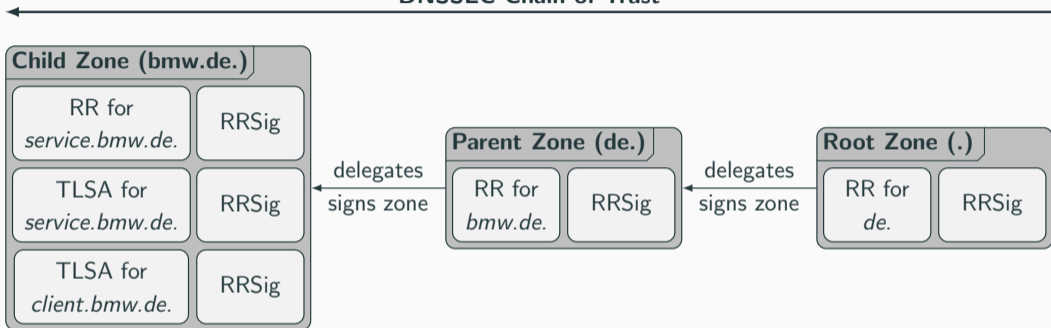 DNSSEC Chain of Trust
Child Zone (bmw.de.)
RR for
service.bmw.de.
RRSig
TLSA for
service.bmw.de.
RRSig
TLSA for
client.bmw.de.
RRSig
delegates
signs zone
Parent Zone (de.)
RR for
bmw.de.
RRSig
delegates
signs zone
Root Zone (.)
RR for
de.
RRSig